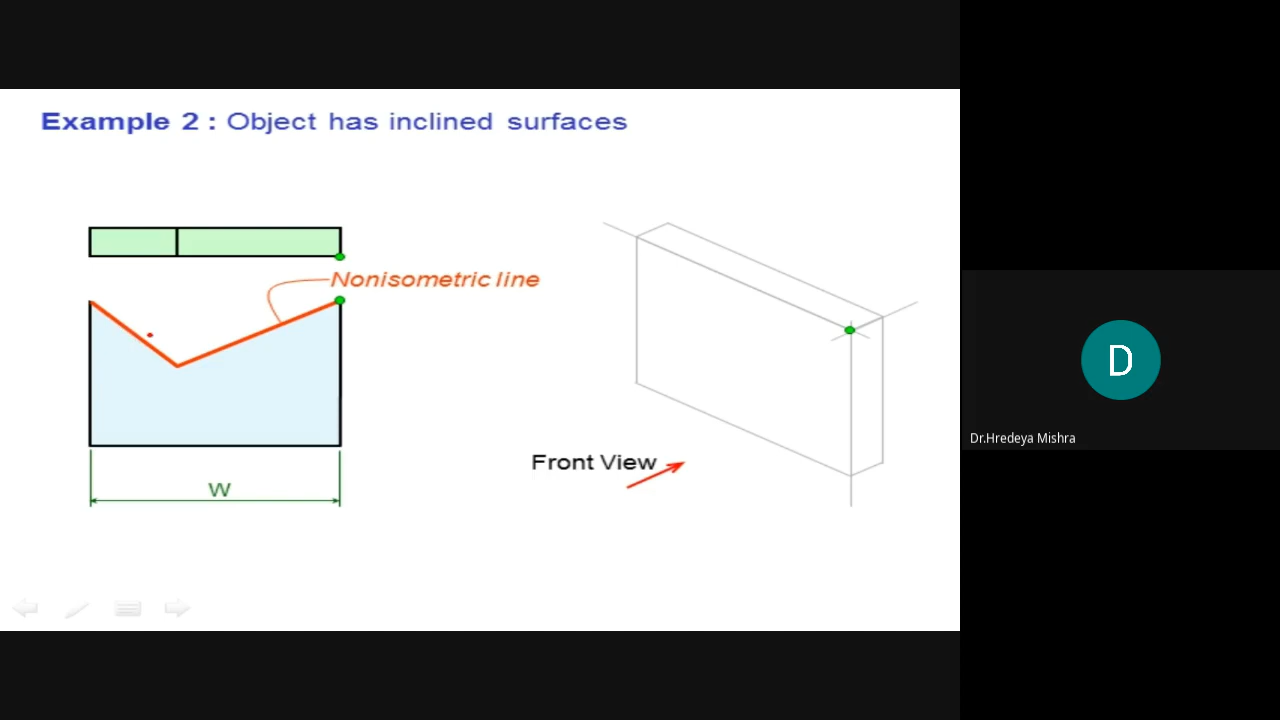 Example 2 : Object has inclined surfaces
Nonisometric line
W
Front View
D
Dr.Hredeya Mishra